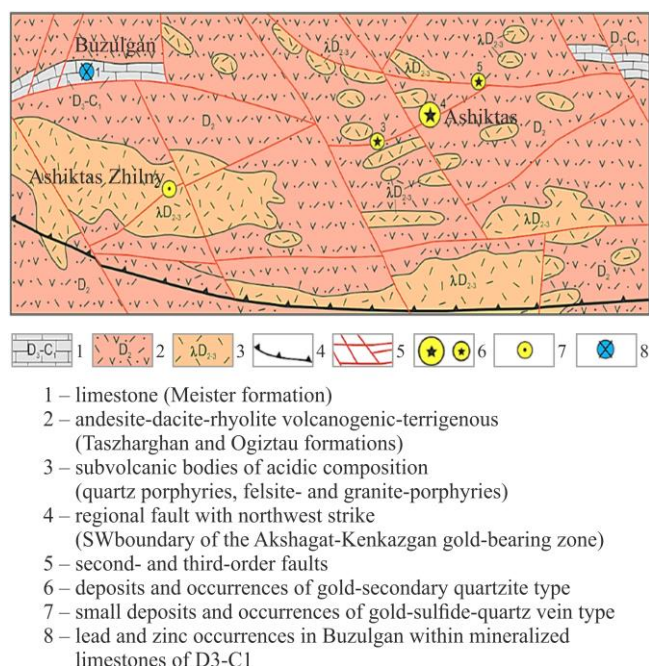 Buzulgan
λD₂₋₃
D₃-C₁
λD₂₋₃
5
1
4
D₃-C₁
Ashiktas
D₂
3
D₂
Ashiktas Zhilny
λD₂₋₃
λD₂₋₃
D₂
λD₂₋₃
D₂
D₃-C₁ 1 D₂ 2 λD₂₋₃ 3 4 5 6 7 8
1 – limestone (Meister formation)
2 – andesite-dacite-rhyolite volcanogenic-terrigenous
(Taszharghan and Ogiztau formations)
3 – subvolcanic bodies of acidic composition
(quartz porphyries, felsite- and granite-porphyries)
4 – regional fault with northwest strike
(SWboundary of the Akshagat-Kenkazgan gold-bearing zone)
5 – second- and third-order faults
6 – deposits and occurrences of gold-secondary quartzite type
7 – small deposits and occurrences of gold-sulfide-quartz vein type
8 – lead and zinc occurrences in Buzulgan within mineralized
limestones of D3-C1